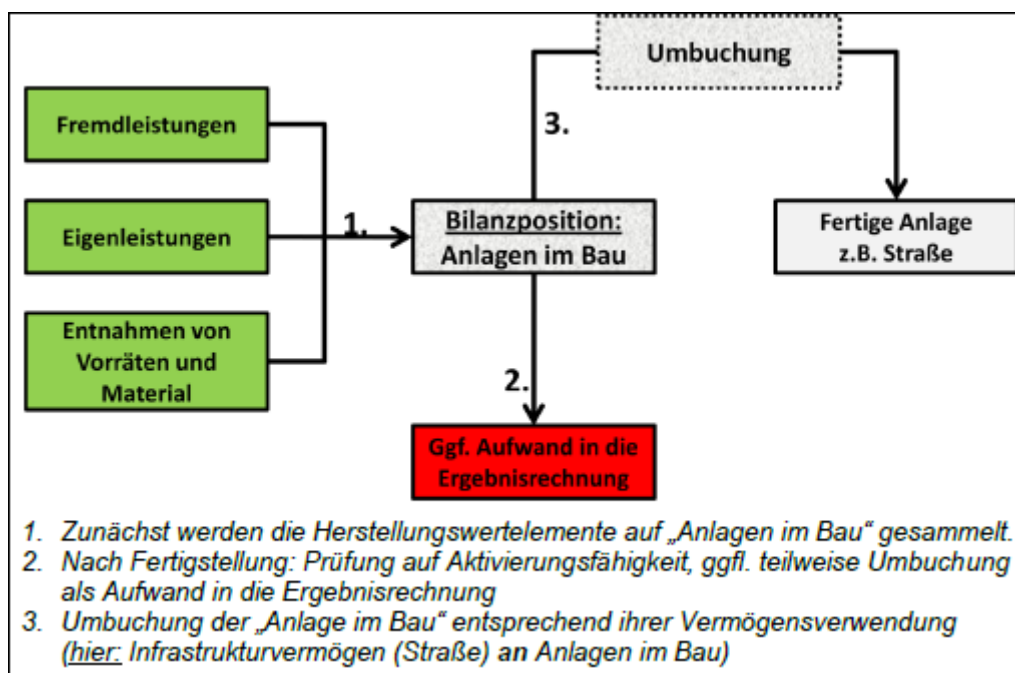 Umbuchung
Fremdleistungen
3.
Eigenleistungen
1.
Bilanzposition:
Anlagen im Bau
Fertige Anlage
z.B. Straße
Entnahmen von
Vorräten und
Material
2.
Ggf. Aufwand in die
Ergebnisrechnung
1. Zunächst werden die Herstellungswertelemente auf „Anlagen im Bau“ gesammelt.
2. Nach Fertigstellung: Prüfung auf Aktivierungsfähigkeit, ggfl. teilweise Umbuchung
als Aufwand in die Ergebnisrechnung
3. Umbuchung der „Anlage im Bau“ entsprechend ihrer Vermögensverwendung
(hier: Infrastrukturvermögen (Straße) an Anlagen im Bau)